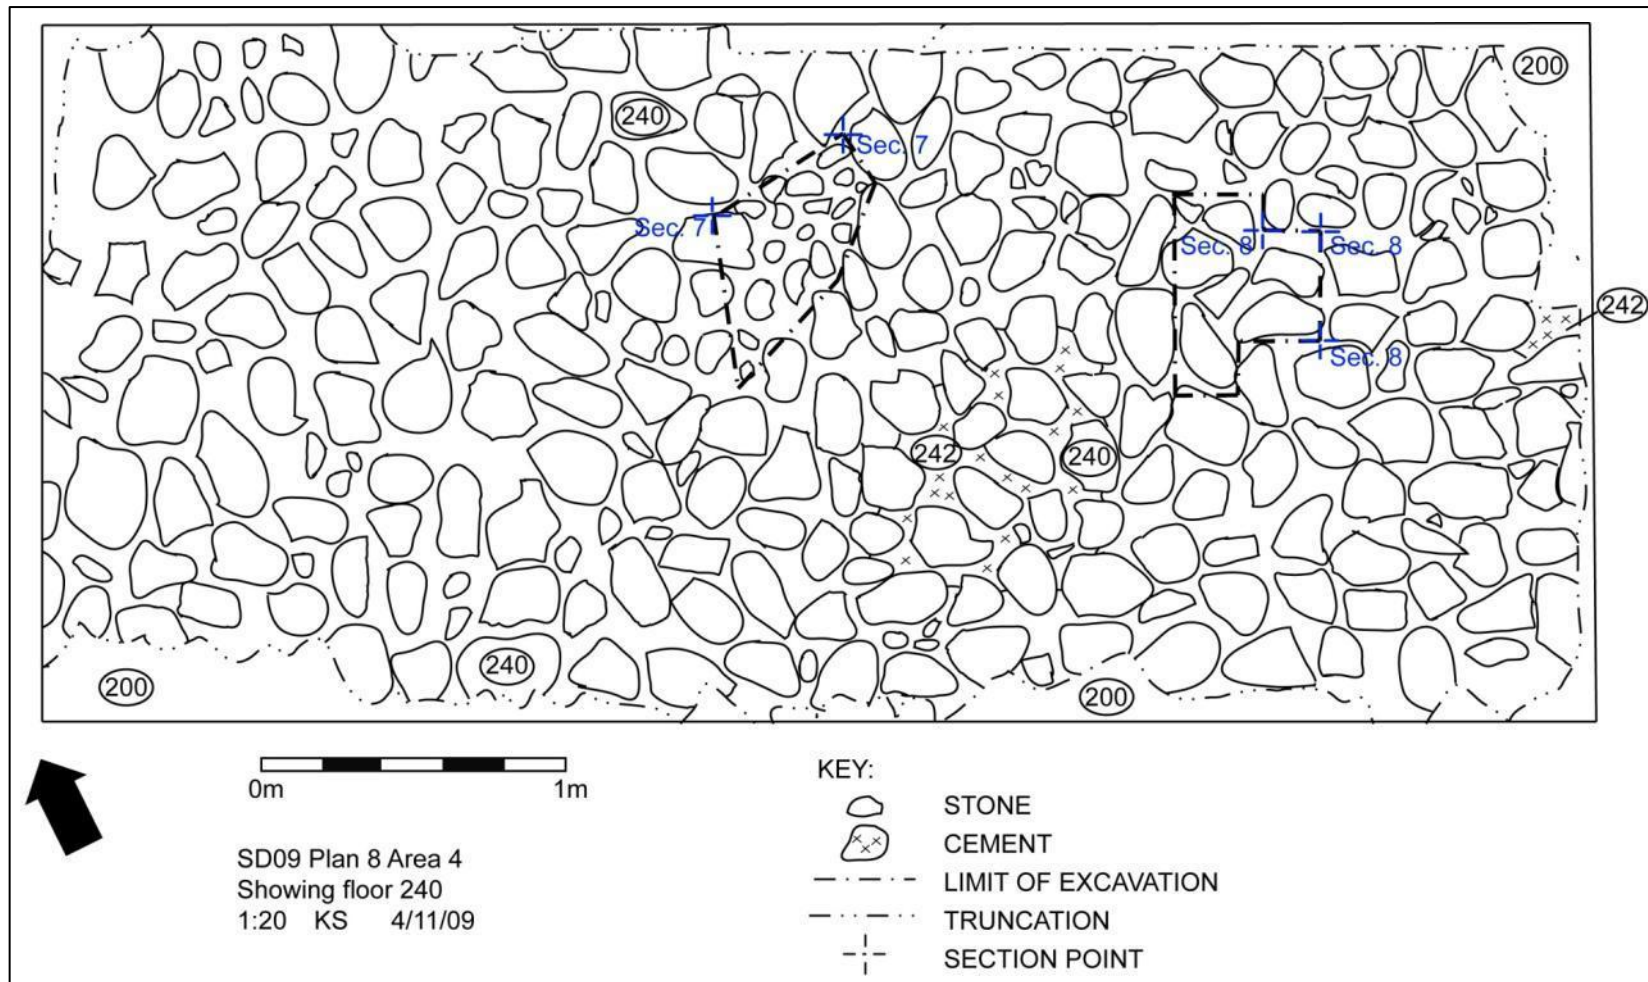 200
240
Sec. 7
Sec. 7
Sec. 8
Sec. 8
242
Sec. 8
242
240
240
200
200
0m 1m
SD09 Plan 8 Area 4
Showing floor 240
1:20 KS 4/11/09
KEY:
STONE
CEMENT
LIMIT OF EXCAVATION
TRUNCATION
SECTION POINT